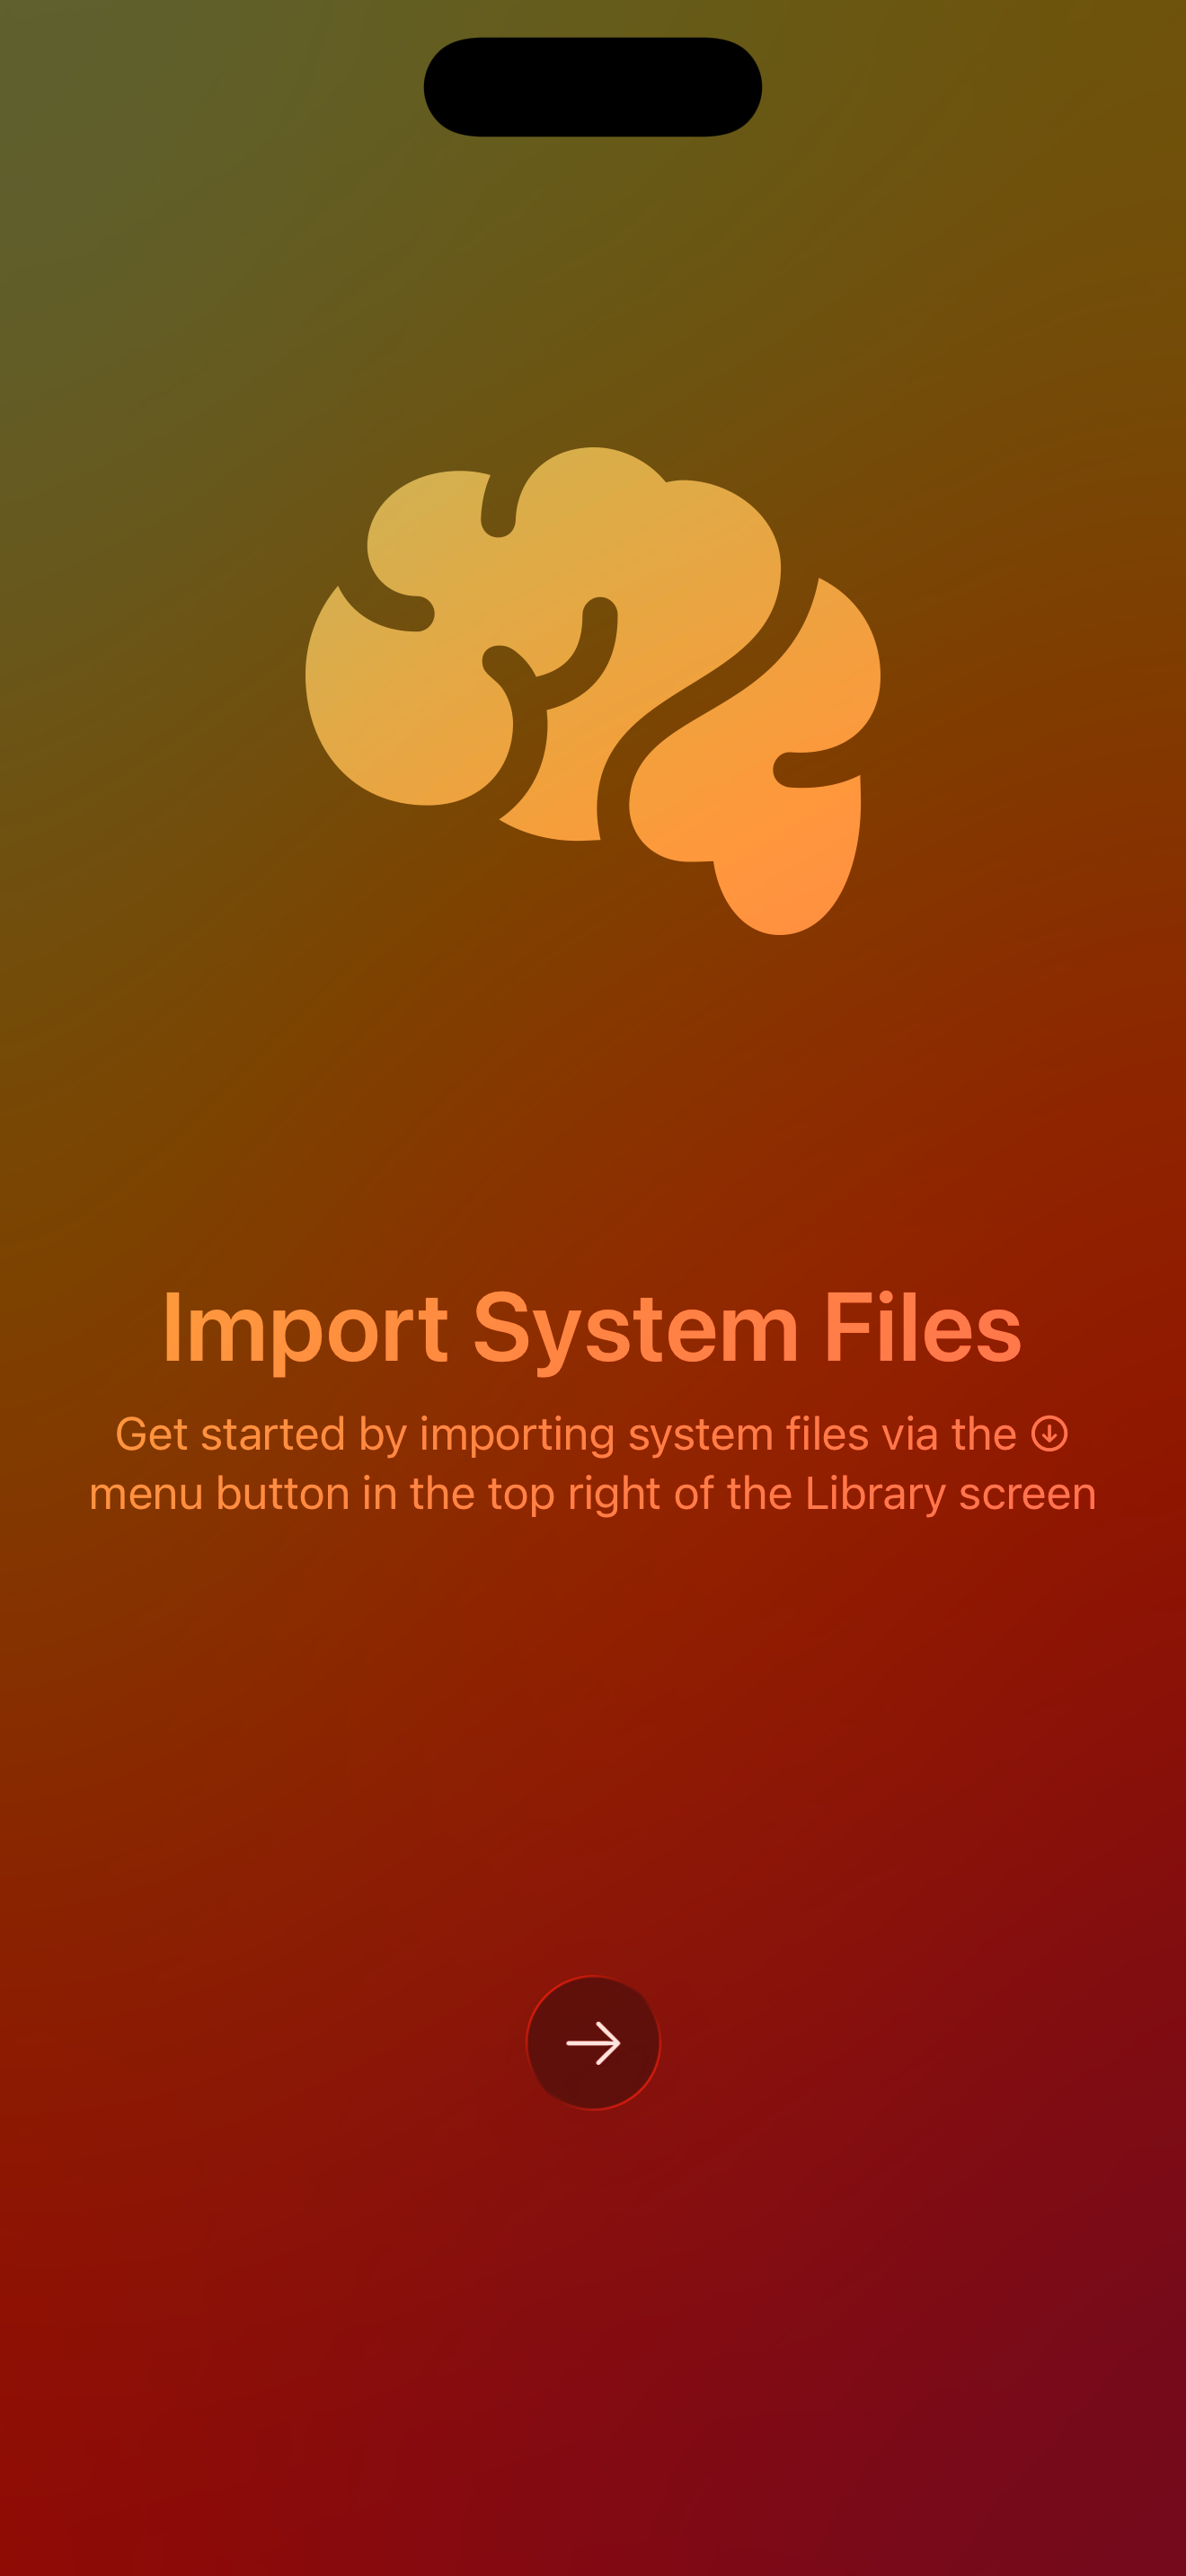 Import System Files
Get started by importing system files via the
menu button in the top right of the Library screen